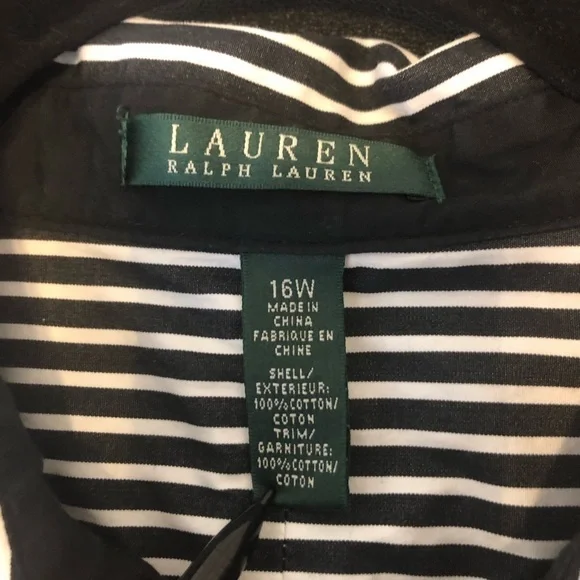 LAUREN
RALPH LAUREN
16W
MADE IN
CHINA
FABRIQUE EN
CHINE
SHELL/
EXTERIEUR:
100%COTTON/
COTON
TRIM/
GARNITURE:
100%COTTON/
COTON